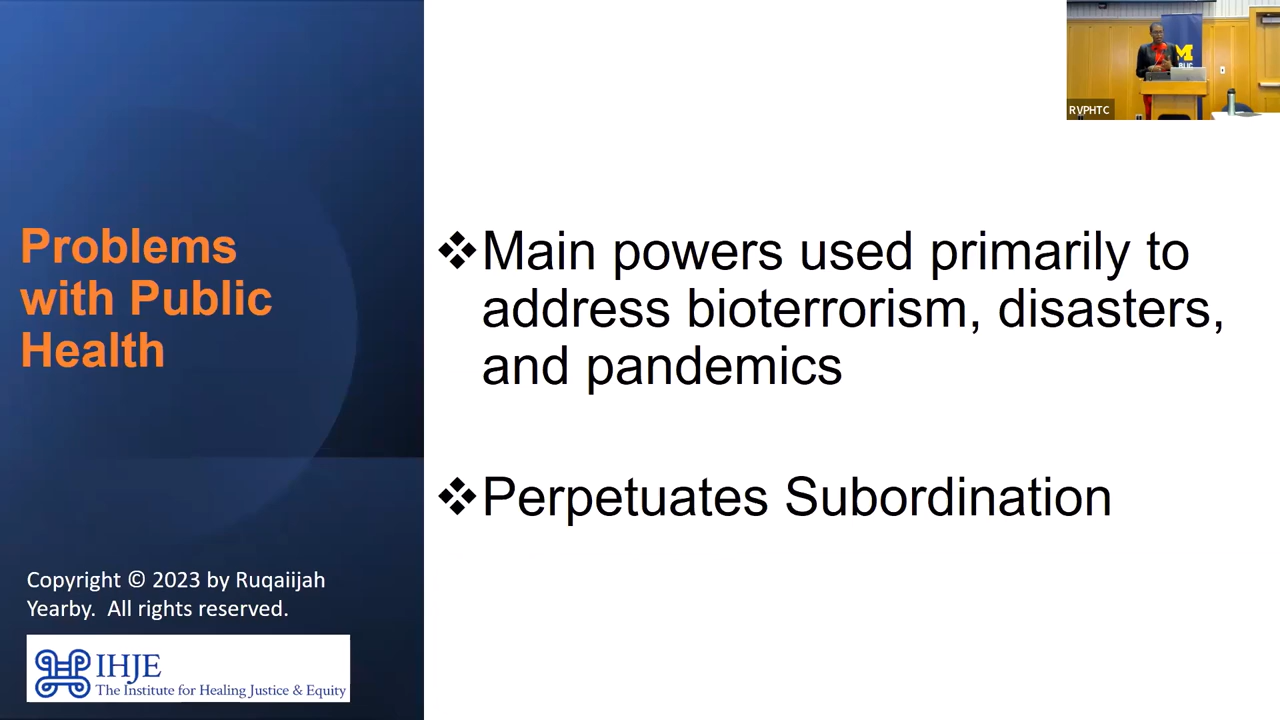 Problems
with Public
Health
❖Main powers used primarily to
address bioterrorism, disasters,
and pandemics
❖Perpetuates Subordination
Copyright © 2023 by Ruqaiijah
Yearby.  All rights reserved.
IHJE
The Institute for Healing Justice & Equity
M
RVPHTC